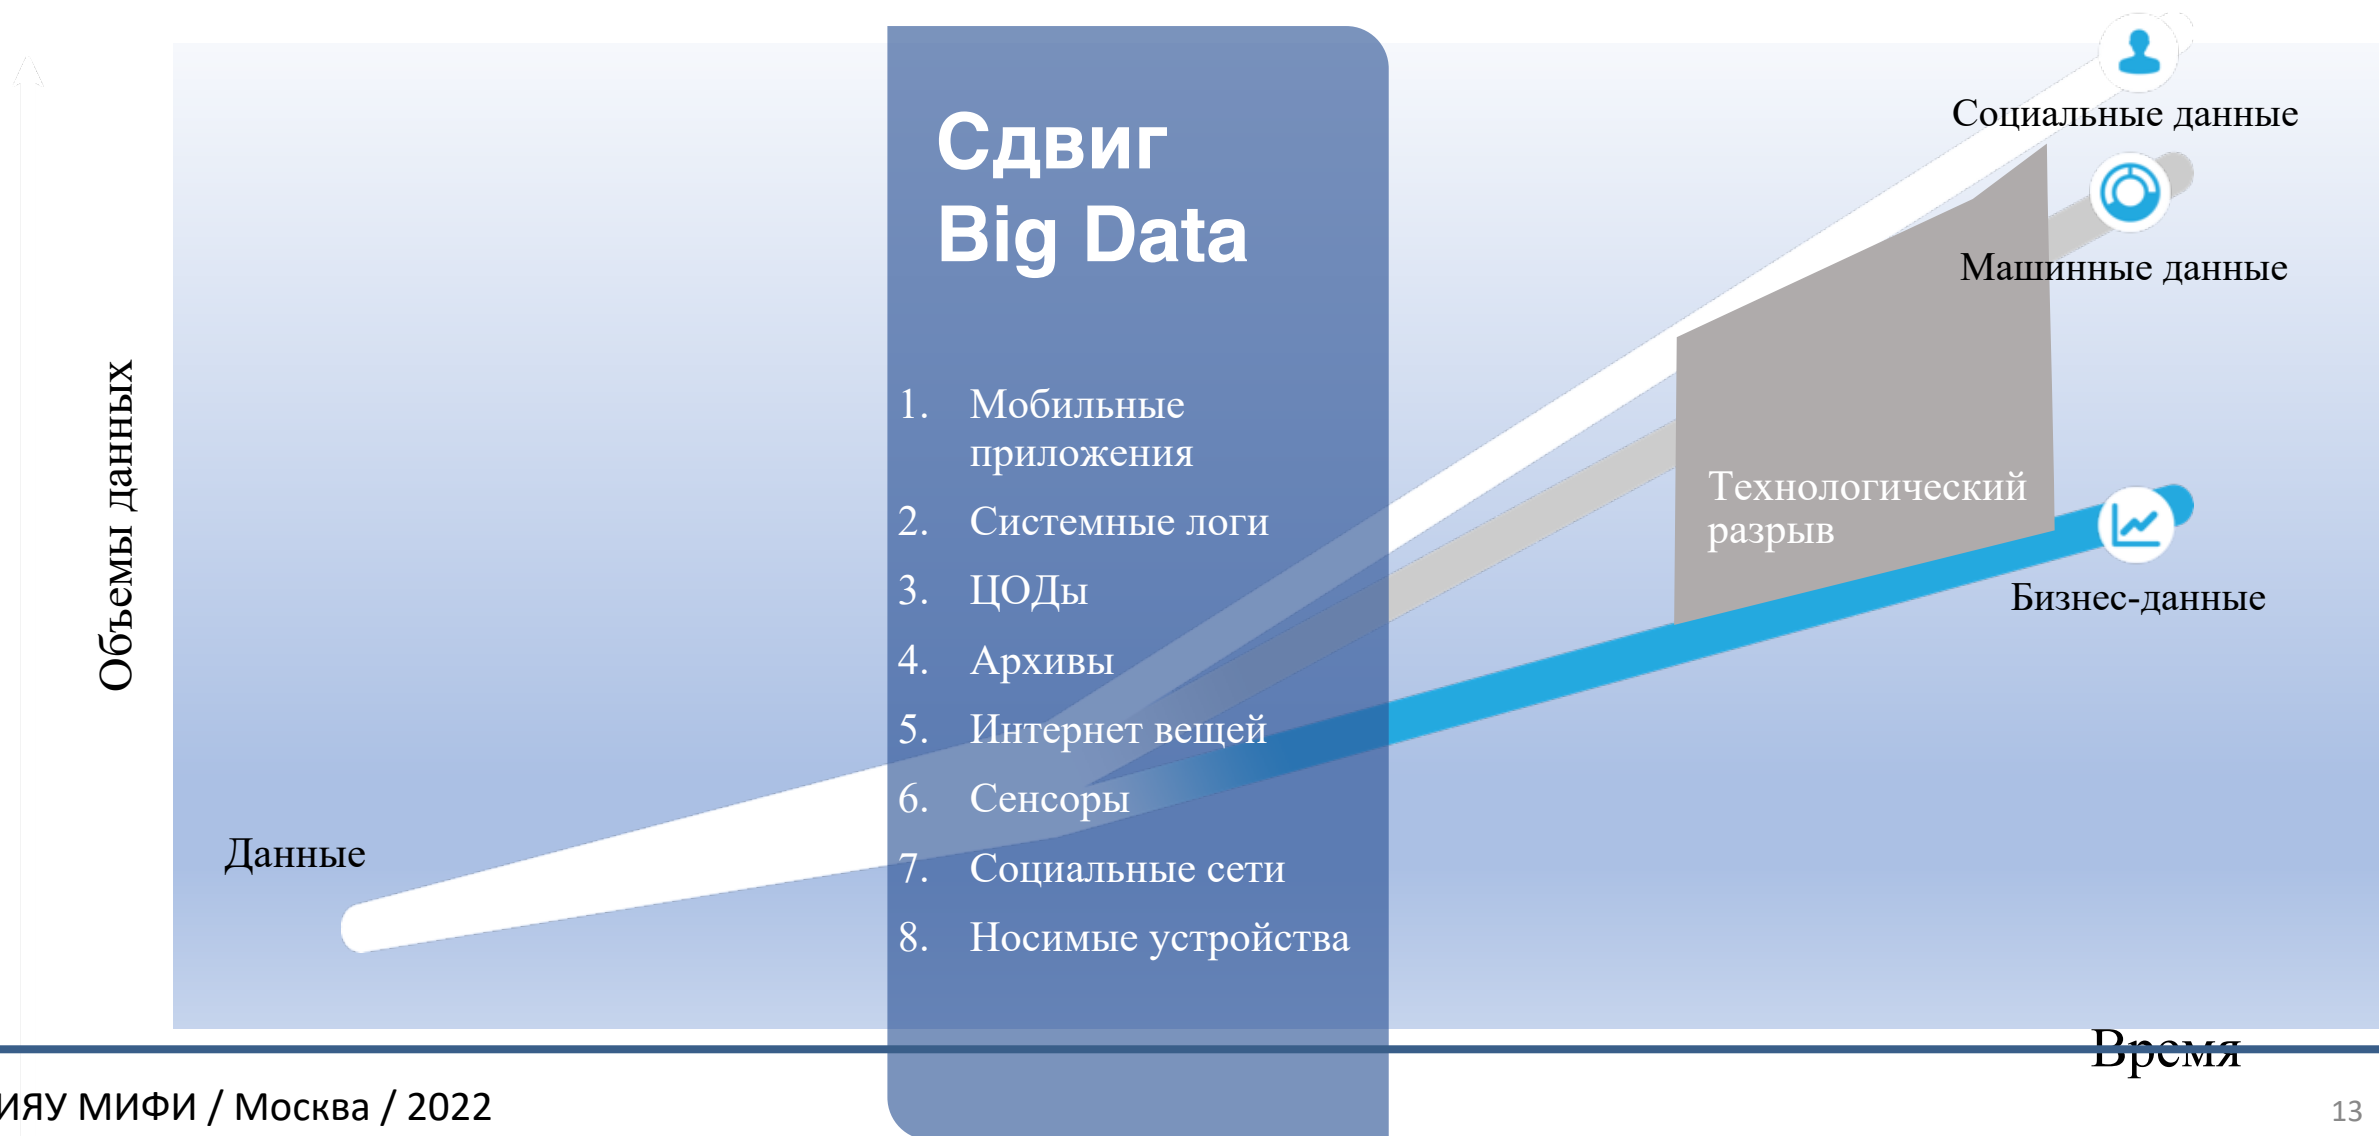 Сдвиг
Big Data
1. Мобильные
приложения
2. Системные логи
3. ЦОДы
4. Архивы
5. Интернет вещей
6. Сенсоры
7. Социальные сети
8. Носимые устройства
Социальные данные
Машинные данные
Технологический
разрыв
Бизнес-данные
Объемы данных
Данные
Время
ИЯУ МИФИ / Москва / 2022
13